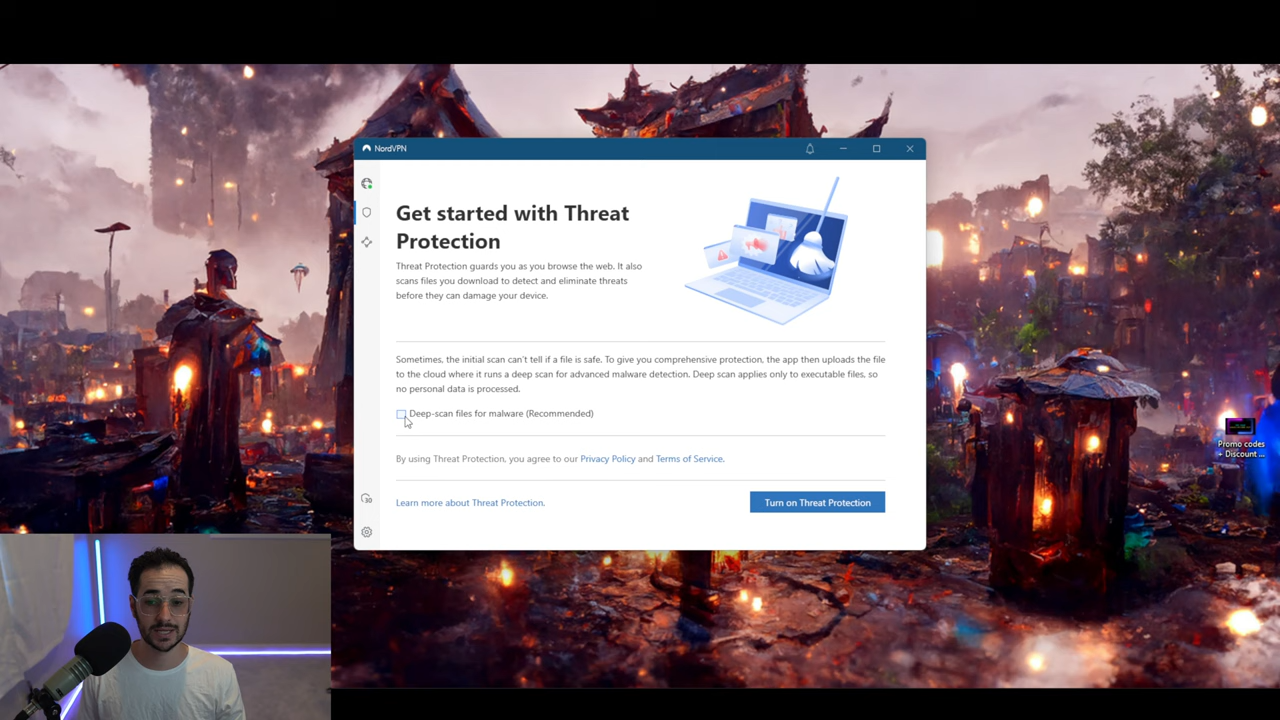 NordVPN
Get started with Threat
Protection
Threat Protection guards you as you browse the web. It also
scans files you download to detect and eliminate threats
before they can damage your device.
Sometimes, the initial scan can't tell if a file is safe. To give you comprehensive protection, the app then uploads the file
to the cloud where it runs a deep scan for advanced malware detection. Deep scan applies only to executable files, so
no personal data is processed.
Deep-scan files for malware (Recommended)
By using Threat Protection, you agree to our Privacy Policy and Terms of Service.
Learn more about Threat Protection.
Turn on Threat Protection
30
Promo codes
+ Discount ...